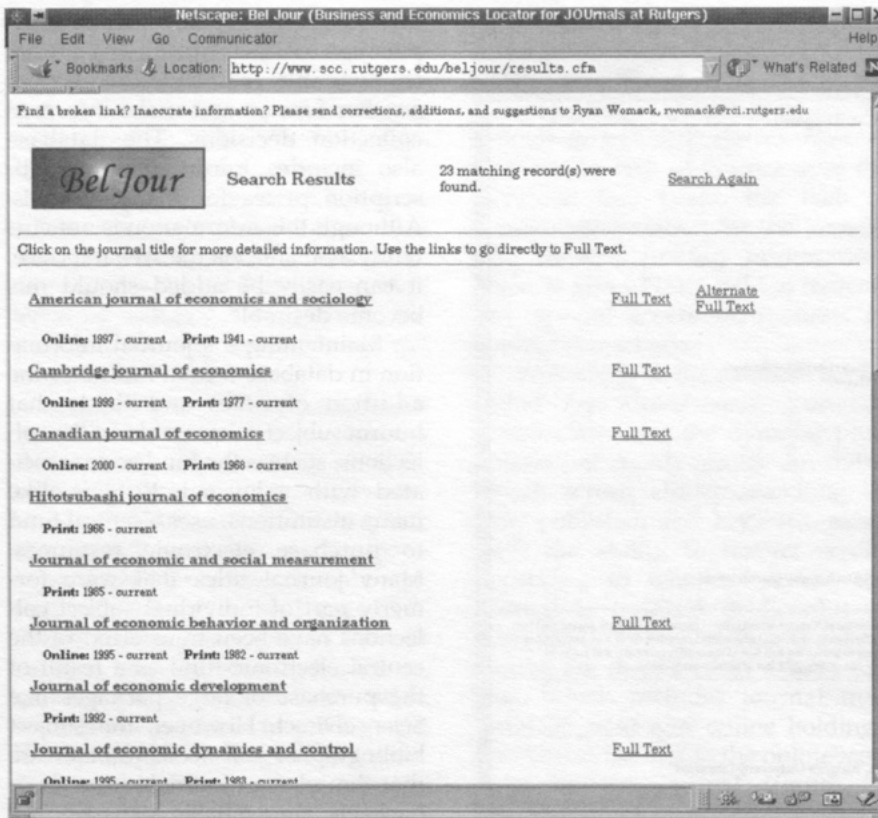 Netscape: Bel Jour (Business and Economics Locator for JOUrnals at Rutgers)
File Edit View Go Communicator Help
Bookmarks Location: http://www.scc.rutgers.edu/beljour/results.cfm What's Related
Find a broken link? Inaccurate information? Please send corrections, additions, and suggestions to Ryan Womack, rwomack@rci.rutgers.edu
Bel Jour Search Results 23 matching record(s) were found. Search Again
Click on the journal title for more detailed information. Use the links to go directly to Full Text.
American journal of economics and sociology Full Text Alternate Full Text
Online: 1997 - current Print: 1941 - current
Cambridge journal of economics Full Text
Online: 1999 - current Print: 1977 - current
Canadian journal of economics Full Text
Online: 2000 - current Print: 1968 - current
Hitotsubashi journal of economics
Print: 1966 - current
Journal of economic and social measurement
Print: 1985 - current
Journal of economic behavior and organization Full Text
Online: 1995 - current Print: 1982 - current
Journal of economic development
Print: 1992 - current
Journal of economic dynamics and control Full Text
Online: 1995 - current Print: 1983 - current